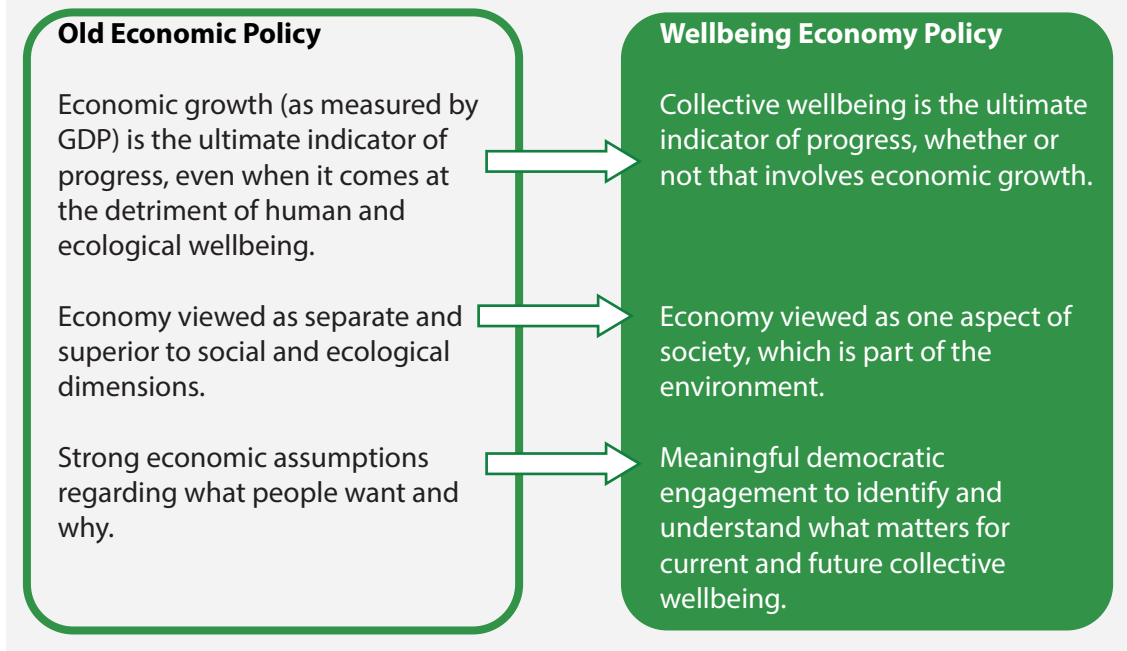 Old Economic Policy
Economic growth (as measured by
GDP) is the ultimate indicator of
progress, even when it comes at
the detriment of human and
ecological wellbeing.
Economy viewed as separate and
superior to social and ecological
dimensions.
Strong economic assumptions
regarding what people want and
why.
Wellbeing Economy Policy
Collective wellbeing is the ultimate
indicator of progress, whether or
not that involves economic growth.
Economy viewed as one aspect of
society, which is part of the
environment.
Meaningful democratic
engagement to identify and
understand what matters for
current and future collective
wellbeing.